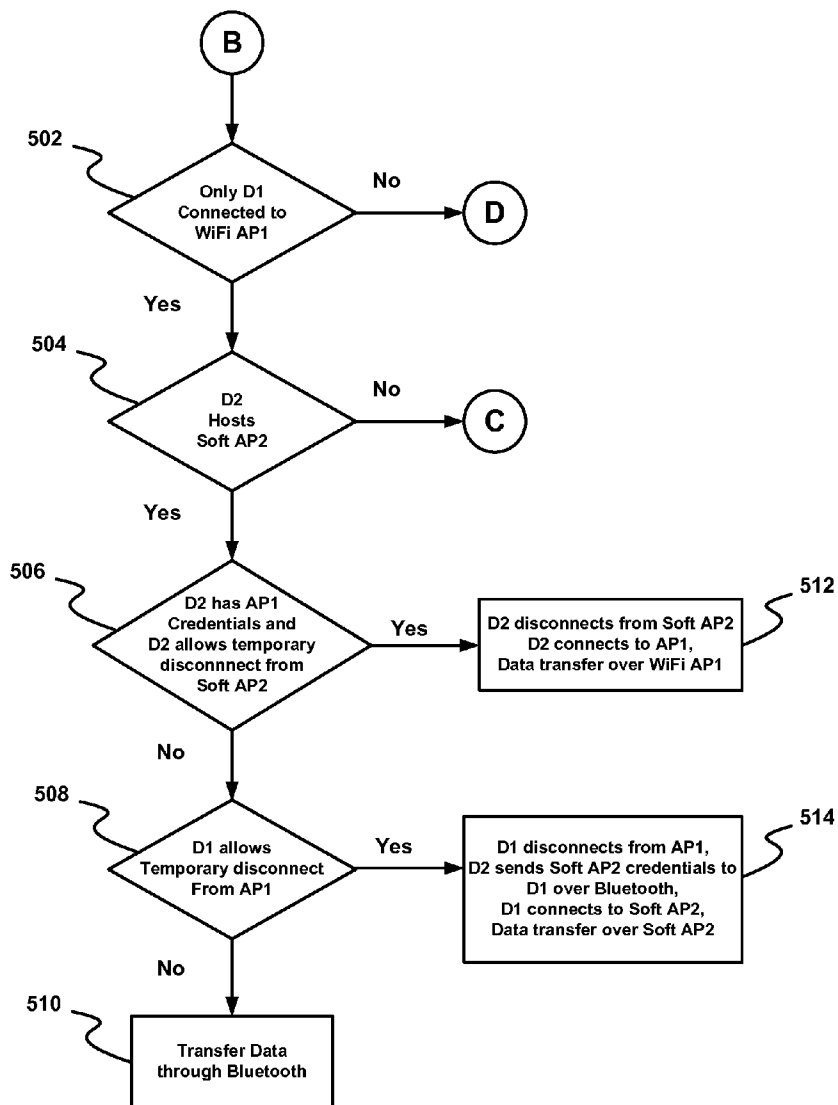 B
502
Only D1
Connected to
WiFi AP1
No
D
Yes
504
D2
Hosts
Soft AP2
No
C
Yes
506
D2 has AP1
Credentials and
D2 allows temporary
disconnnect from
Soft AP2
Yes
512
D2 disconnects from Soft AP2
D2 connects to AP1,
Data transfer over WiFi AP1
No
508
D1 allows
Temporary disconnect
From AP1
Yes
514
D1 disconnects from AP1,
D2 sends Soft AP2 credentials to
D1 over Bluetooth,
D1 connects to Soft AP2,
Data transfer over Soft AP2
No
510
Transfer Data
through Bluetooth